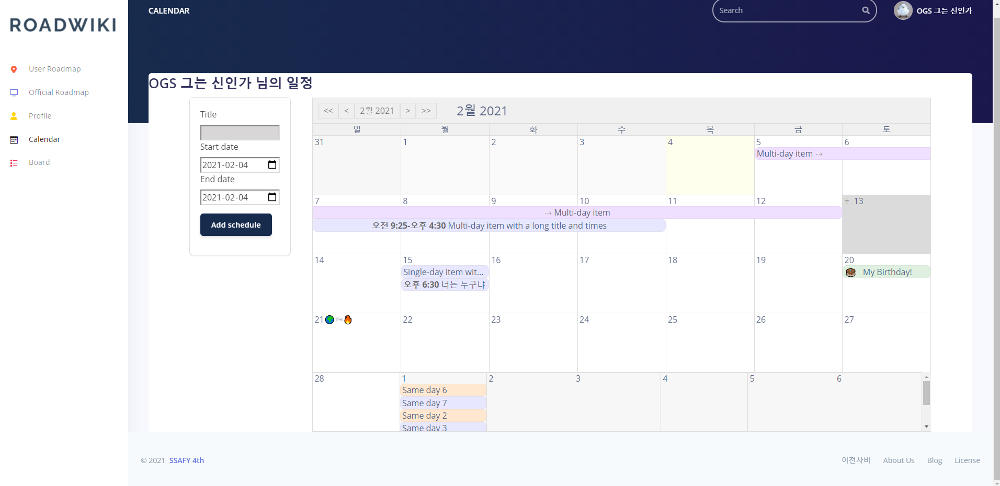 ROADWIKI
User Roadmap
Official Roadmap
Profile
Calendar
Board
CALENDAR
Search
OGS 그는 신인가
OGS 그는 신인가 님의 일정
Title
Start date
2021-02-04
End date
2021-02-04
Add schedule
<< < 2월 2021 > >> 2월 2021
일 월 화 수 목 금 토
31 1 2 3 4 5 6
Multi-day item ⤑
7 8 9 10 11 12 † 13
⤑ Multi-day item
오전 9:25-오후 4:30 Multi-day item with a long title and times
14 15 16 17 18 19 20
Single-day item wit...
🎂 My Birthday!
오후 6:30 너는 누구냐
21 22 23 24 25 26 27
28 1 2 3 4 5 6
Same day 6
Same day 7
Same day 2
Same day 3
© 2021 SSAFY 4th
이전사비 About Us Blog License